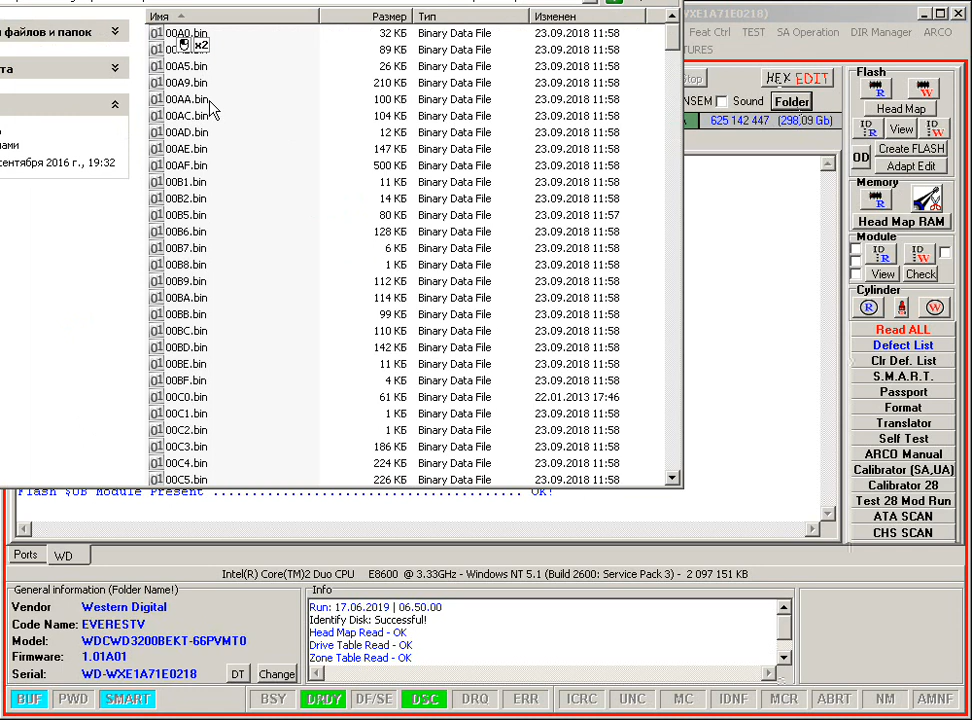 Имя Размер Тип Изменен
00A0.bin 32 КБ Binary Data File 23.09.2018 11:58
89 КБ Binary Data File 23.09.2018 11:58
00A5.bin 26 КБ Binary Data File 23.09.2018 11:58
00A9.bin 210 КБ Binary Data File 23.09.2018 11:58
00AA.bin 100 КБ Binary Data File 23.09.2018 11:58
00AC.bin 104 КБ Binary Data File 23.09.2018 11:58
00AD.bin 12 КБ Binary Data File 23.09.2018 11:58
00AE.bin 147 КБ Binary Data File 23.09.2018 11:58
00AF.bin 500 КБ Binary Data File 23.09.2018 11:58
00B1.bin 11 КБ Binary Data File 23.09.2018 11:58
00B2.bin 14 КБ Binary Data File 23.09.2018 11:58
00B5.bin 80 КБ Binary Data File 23.09.2018 11:57
00B6.bin 128 КБ Binary Data File 23.09.2018 11:58
00B7.bin 6 КБ Binary Data File 23.09.2018 11:58
00B8.bin 1 КБ Binary Data File 23.09.2018 11:58
00B9.bin 112 КБ Binary Data File 23.09.2018 11:58
00BA.bin 114 КБ Binary Data File 23.09.2018 11:58
00BB.bin 99 КБ Binary Data File 23.09.2018 11:58
00BC.bin 110 КБ Binary Data File 23.09.2018 11:58
00BD.bin 142 КБ Binary Data File 23.09.2018 11:58
00BE.bin 11 КБ Binary Data File 23.09.2018 11:58
00BF.bin 4 КБ Binary Data File 23.09.2018 11:58
00C0.bin 61 КБ Binary Data File 22.01.2013 17:46
00C1.bin 1 КБ Binary Data File 23.09.2018 11:58
00C2.bin 1 КБ Binary Data File 23.09.2018 11:58
00C3.bin 186 КБ Binary Data File 23.09.2018 11:58
00C4.bin 224 КБ Binary Data File 23.09.2018 11:58
00C5.bin 226 КБ Binary Data File 23.09.2018 11:58
x2
файлов и папок
сентября 2016 г., 19:32
XE1A71E0218)
Feat Ctrl TEST SA Operation DIR Manager ARCO
TURES
Stop HEX EDIT
NSEM Sound Folder
625 142 447 (298,09 Gb)
Flash
R W
Head Map
ID R View ID W
OD Create FLASH
Adapt Edit
Memory
R
Head Map RAM
Module
ID R ID W
View Check
Cylinder
R W
Read ALL
Defect List
Clr Def. List
S.M.A.R.T.
Passport
Format
Translator
Self Test
ARCO Manual
Calibrator (SA,UA)
Calibrator 28
Test 28 Mod Run
ATA SCAN
CHS SCAN
Flash $0B Module Present ........................................ OK!
Ports WD
Intel(R) Core(TM)2 Duo CPU E8600 @ 3.33GHz - Windows NT 5.1 (Build 2600: Service Pack 3) - 2 097 151 KB
General information (Folder Name!)
Vendor Western Digital
Code Name: EVERESTV
Model: WDCWD3200BEKT-66PVMT0
Firmware: 1.01A01
Serial: WD-WXE1A71E0218 DT Change
Info
Run: 17.06.2019 | 06.50.00
Identify Disk: Successful!
Head Map Read - OK
Drive Table Read - OK
Zone Table Read - OK
BUF PWD SMART BSY DRDY DF/SE DSC DRQ ERR ICRC UNC MC IDNF MCR ABRT NM AMNF